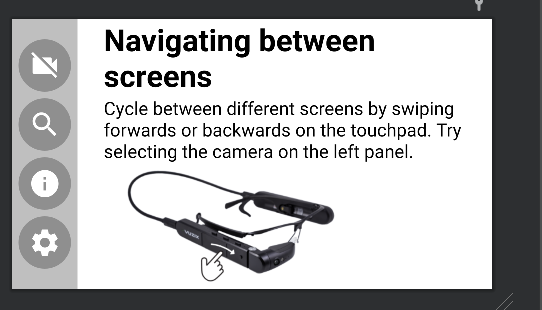 Navigating between
screens
Cycle between different screens by swiping
forwards or backwards on the touchpad. Try
selecting the camera on the left panel.
VUZIX